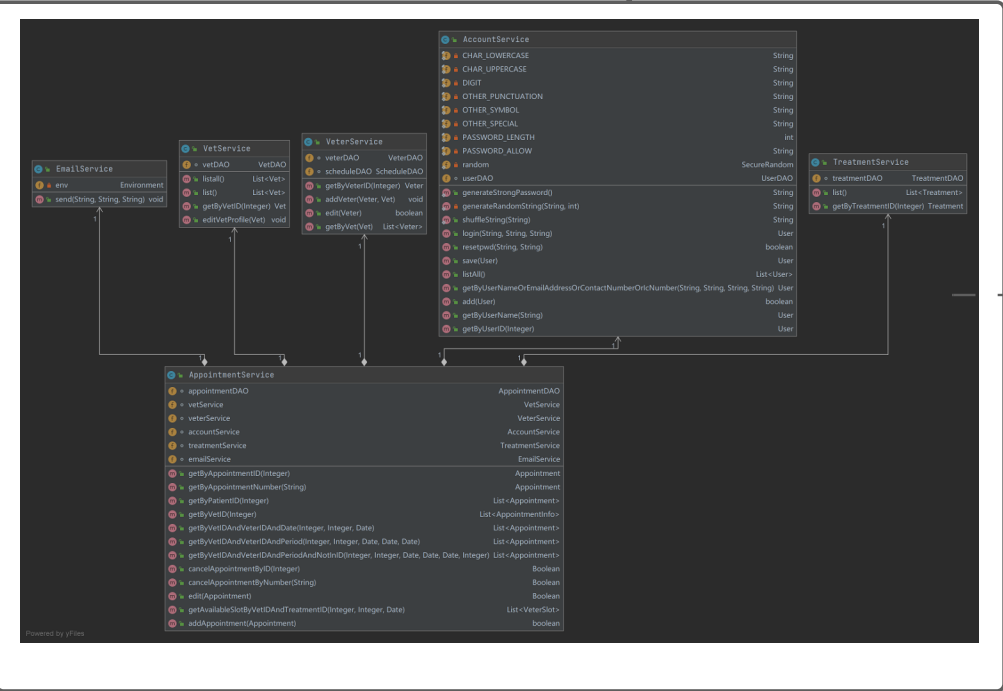 AccountService
CHAR_LOWERCASE String
CHAR_UPPERCASE String
DIGIT String
OTHER_PUNCTUATION String
OTHER_SYMBOL String
OTHER_SPECIAL String
PASSWORD_LENGTH int
PASSWORD_ALLOW String
random SecureRandom
userDAO UserDAO
generateStrongPassword() String
generateRandomString(String, int) String
shuffleString(String) String
login(String, String, String) User
resetpwd(String, String) boolean
save(User) User
listAll() List<User>
getByUserNameOrEmailAddressOrContactNumberOrIcNumber(String, String, String, String) User
add(User) boolean
getByUserName(String) User
getByUserID(Integer) User
EmailService
env Environment
send(String, String, String) void
VetService
vetDAO VetDAO
listall() List<Vet>
list() List<Vet>
getByVetID(Integer) Vet
editVetProfile(Vet) void
VeterService
veterDAO VeterDAO
scheduleDAO ScheduleDAO
getByVeterID(Integer) Veter
addVeter(Veter, Vet) void
edit(Veter) boolean
getByVet(Vet) List<Veter>
TreatmentService
treatmentDAO TreatmentDAO
list() List<Treatment>
getByTreatmentID(Integer) Treatment
1
1
1
1
1
1
1
1
1
1
AppointmentService
appointmentDAO AppointmentDAO
vetService VetService
veterService VeterService
accountService AccountService
treatmentService TreatmentService
emailService EmailService
getByAppointmentID(Integer) Appointment
getByAppointmentNumber(String) Appointment
getByPatientID(Integer) List<Appointment>
getByVetID(Integer) List<AppointmentInfo>
getByVetIDAndVeterIDAndDate(Integer, Integer, Date) List<Appointment>
getByVetIDAndVeterIDAndPeriod(Integer, Integer, Date, Date, Date) List<Appointment>
getByVetIDAndVeterIDAndPeriodAndNotInID(Integer, Integer, Date, Date, Date, Integer) List<Appointment>
cancelAppointmentByID(Integer) Boolean
cancelAppointmentByNumber(String) Boolean
edit(Appointment) Boolean
getAvailableSlotByVetIDAndTreatmentID(Integer, Integer, Date) List<VeterSlot>
addAppointment(Appointment) boolean
Powered by yFiles